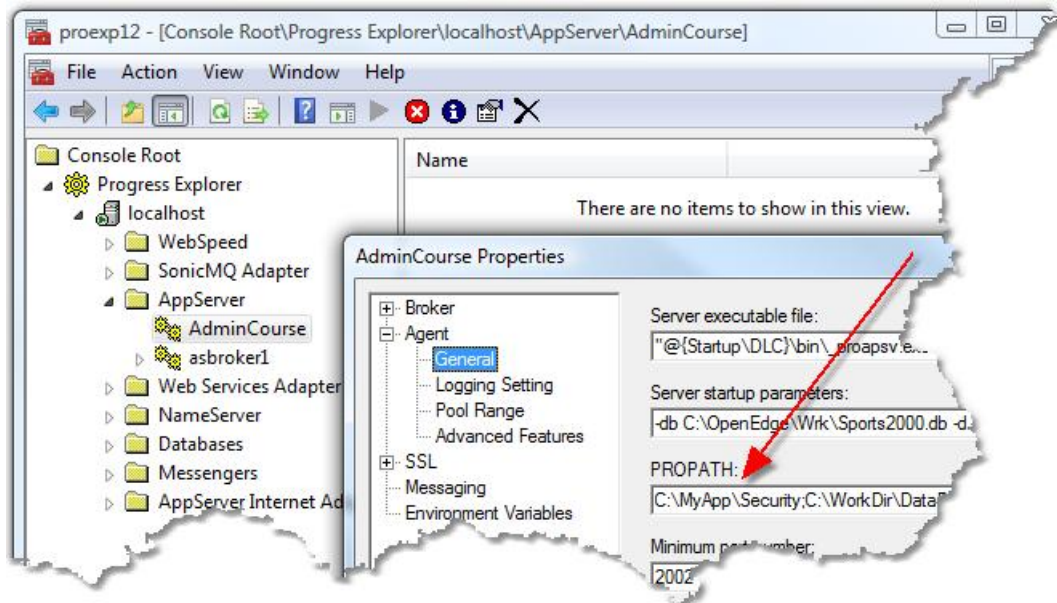 proexp12 - [Console Root\Progress Explorer\localhost\AppServer\AdminCourse]
File Action View Window Help
Console Root
Progress Explorer
localhost
WebSpeed
SonicMQ Adapter
AppServer
AdminCourse
asbroker1
Web Services Adapter
NameServer
Databases
Messengers
AppServer Internet Ad
Name
There are no items to show in this view.
AdminCourse Properties
Broker
Agent
General
Logging Setting
Pool Range
Advanced Features
SSL
Messaging
Environment Variables
Server executable file:
"@{Startup\DLC}\bin\_proapsv.exe
Server startup parameters:
-db C:\OpenEdge\Wrk\Sports2000.db -d
PROPATH:
C:\MyApp\Security;C:\WorkDir\Data
Minimum port number:
2002